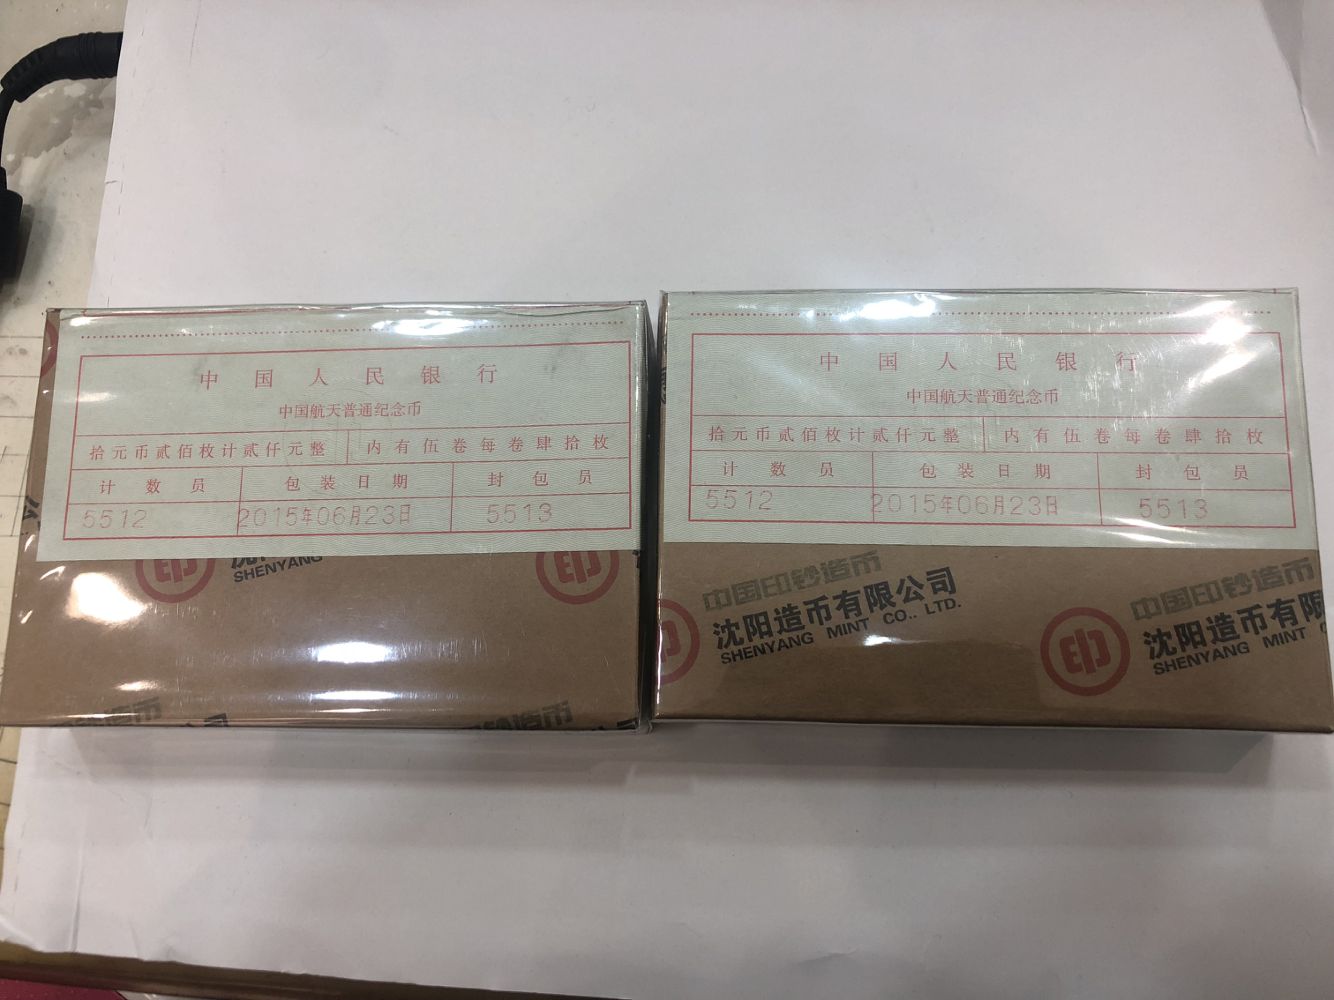 中国人民银行
中国航天普通纪念币
拾元币贰佰枚计贰仟元整 内有伍卷每卷肆拾枚
计数员 包装日期 封包员
5512 2015年06月23日 5513
SHENYANG
印钞造币
中国人民银行
中国航天普通纪念币
拾元币贰佰枚计贰仟元整 内有伍卷每卷肆拾枚
计数员 包装日期 封包员
5512 2015年06月23日 5513
中国印钞造币
沈阳造币有限公司
SHENYANG MINT CO., LTD.
中国印钞造币
沈阳造币有限
SHENYANG MINT